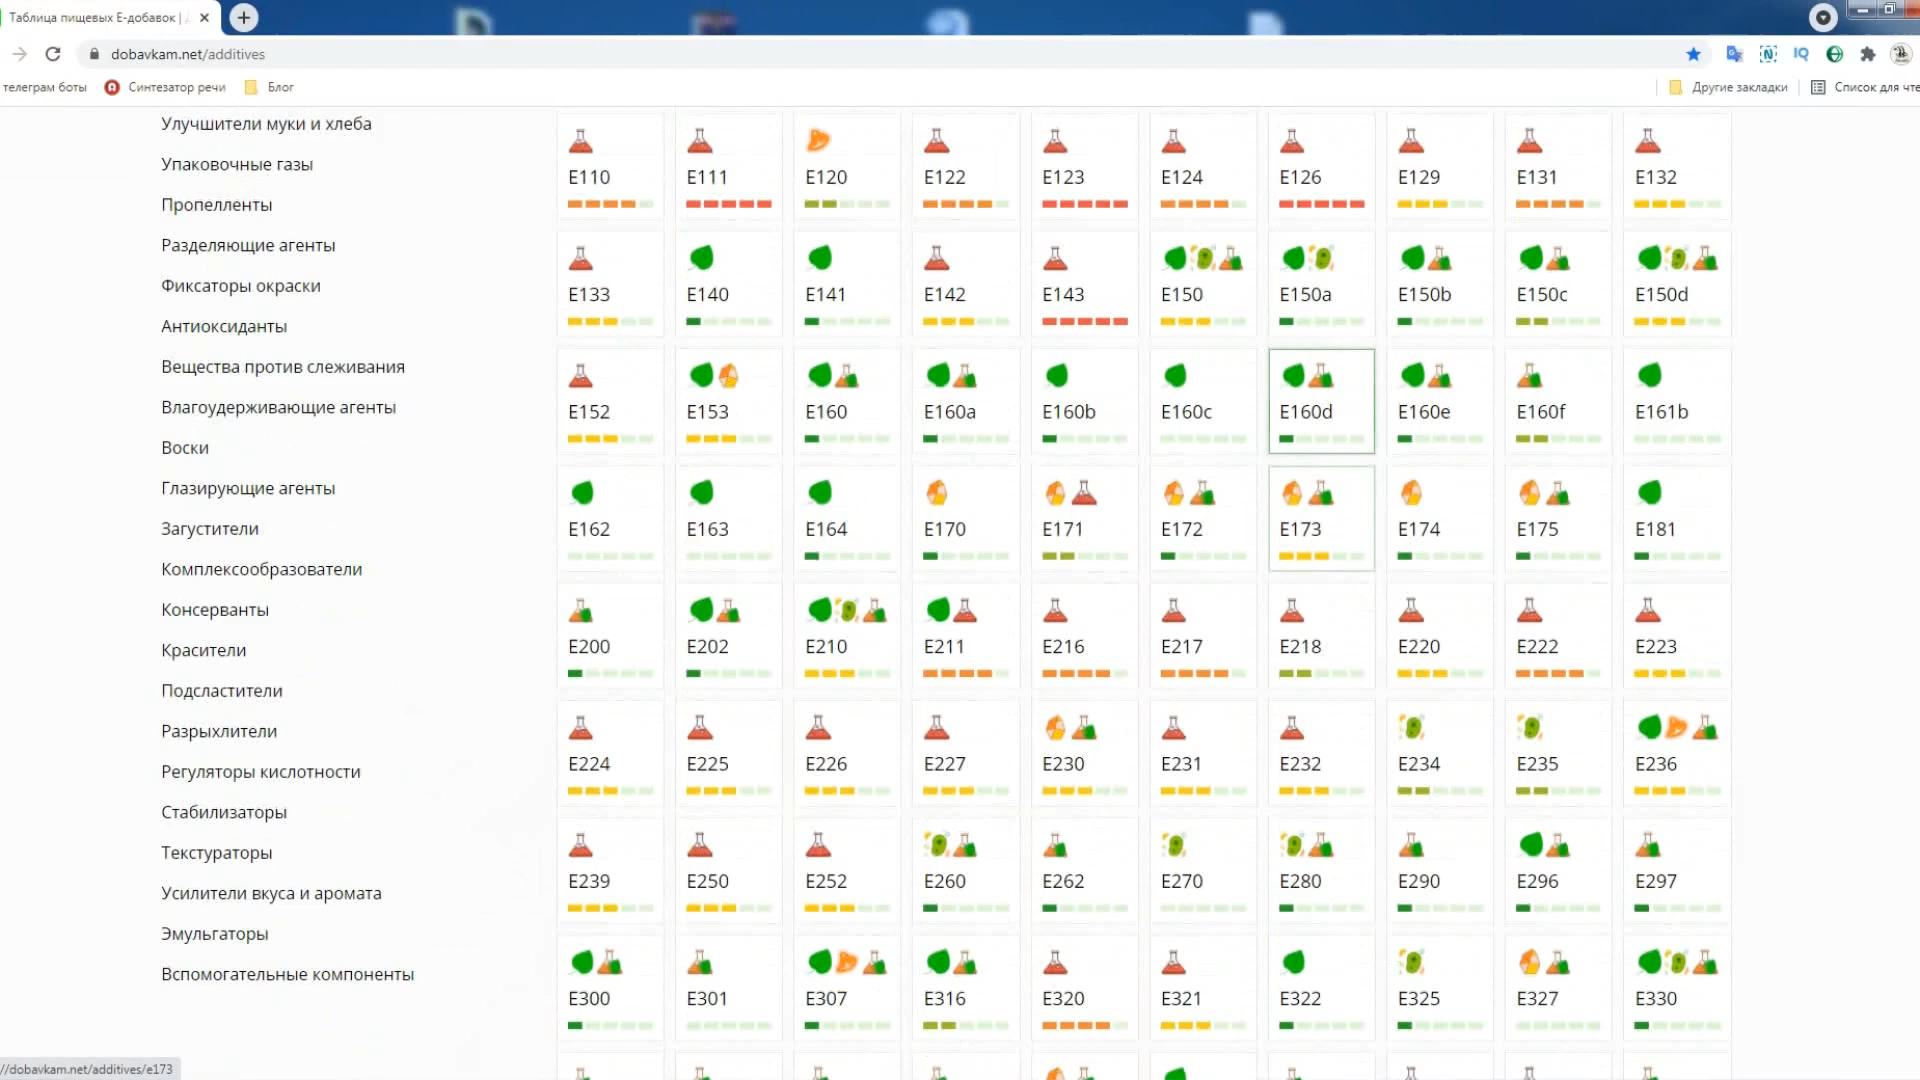 Таблица пищевых Е-добавок |
dobavkam.net/additives
телеграм боты
Синтезатор речи
Блог
Другие закладки
Список для чте
Улучшители муки и хлеба
Упаковочные газы
Пропелленты
Разделяющие агенты
Фиксаторы окраски
Антиоксиданты
Вещества против слеживания
Влагоудерживающие агенты
Воски
Глазирующие агенты
Загустители
Комплексообразователи
Консерванты
Красители
Подсластители
Разрыхлители
Регуляторы кислотности
Стабилизаторы
Текстураторы
Усилители вкуса и аромата
Эмульгаторы
Вспомогательные компоненты
E110 E111 E120 E122 E123 E124 E126 E129 E131 E132
E133 E140 E141 E142 E143 E150 E150a E150b E150c E150d
E152 E153 E160 E160a E160b E160c E160d E160e E160f E161b
E162 E163 E164 E170 E171 E172 E173 E174 E175 E181
E200 E202 E210 E211 E216 E217 E218 E220 E222 E223
E224 E225 E226 E227 E230 E231 E232 E234 E235 E236
E239 E250 E252 E260 E262 E270 E280 E290 E296 E297
E300 E301 E307 E316 E320 E321 E322 E325 E327 E330
//dobavkam.net/additives/e173